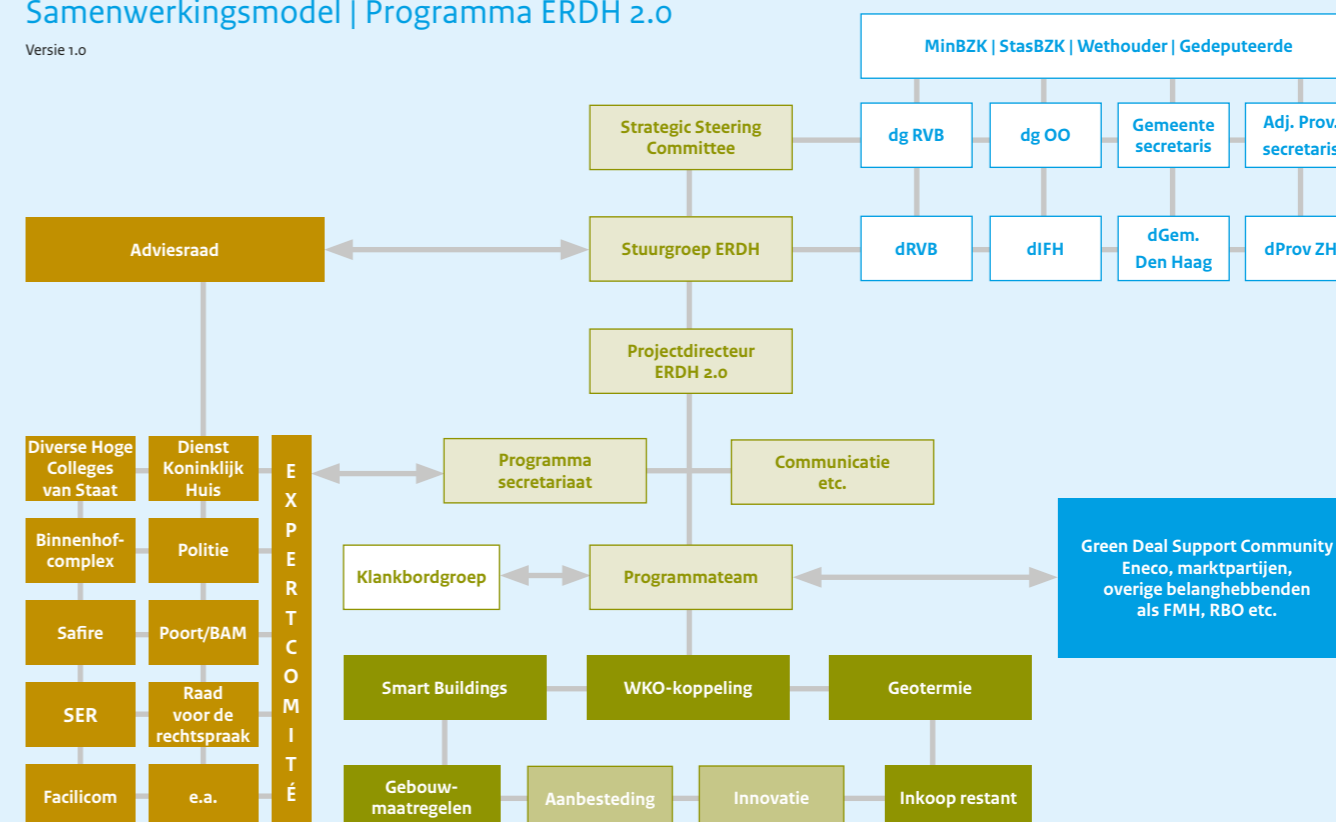 Samenwerkingsmodel | Programma ERDH 2.0
Versie 1.0
MinBZK | StasBZK | Wethouder | Gedeputeerde
Strategic Steering
Committee
dg RVB
dg OO
Gemeente
secretaris
Adj. Prov.
secretaris
Adviesraad
Stuurgroep ERDH
dRVB
dIFH
dGem.
Den Haag
dProv ZH
Projectdirecteur
ERDH 2.0
Diverse Hoge
Colleges
van Staat
Dienst
Koninklijk
Huis
EXPERTCOMITÉ
Programma
secretariaat
Communicatie
etc.
Binnenhof-
complex
Politie
Klankbordgroep
Programmateam
Green Deal Support Community
Eneco, marktpartijen,
overige belanghebbenden
als FMH, RBO etc.
Safire
Poort/BAM
Smart Buildings
WKO-koppeling
Geotermie
SER
Raad
voor de
rechtspraak
Facilicom
e.a.
Gebouw-
maatregelen
Aanbesteding
Innovatie
Inkoop restant